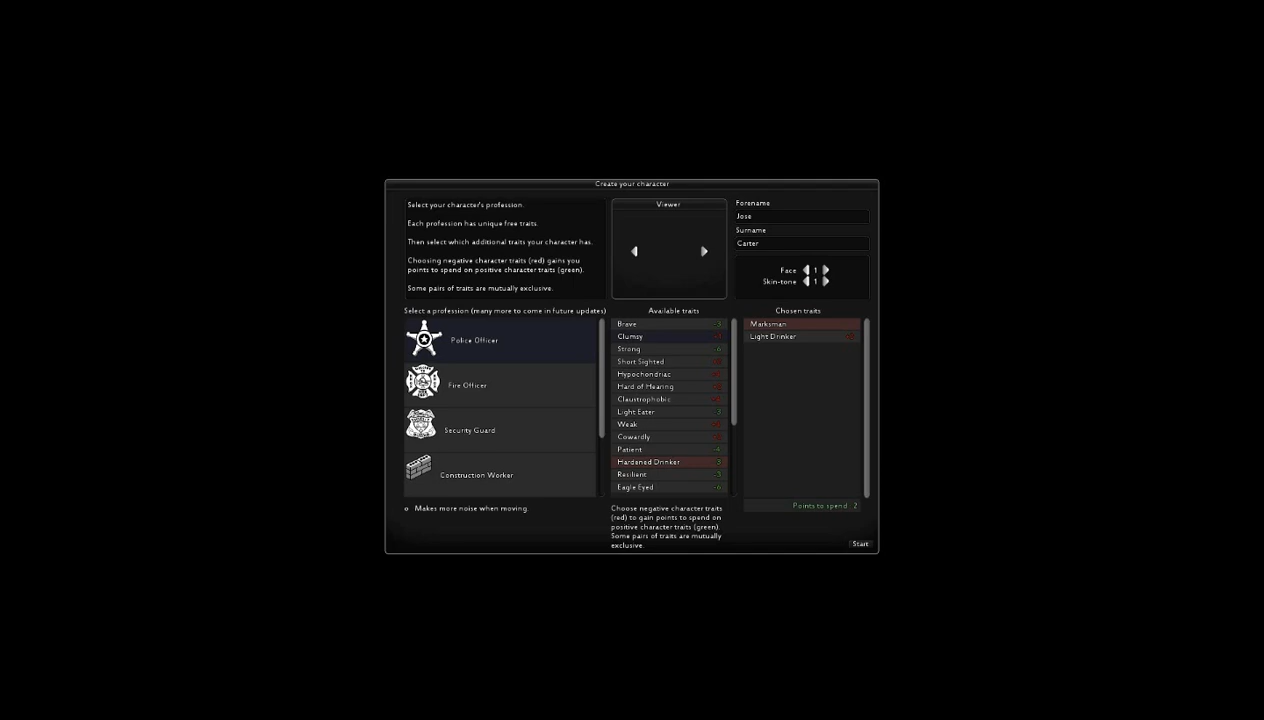 Create your character
Select your character's profession.
Each profession has unique free traits.
Then select which additional traits your character has.
Choosing negative character traits (red) gains you
points to spend on positive character traits (green).
Some pairs of traits are mutually exclusive.
Viewer
Forename
Jose
Surname
Carter
Face 1
Skin-tone 1
Select a profession (many more to come in future updates)
Police Officer
Fire Officer
Security Guard
Construction Worker
o Makes more noise when moving.
Available traits
Brave
Clumsy
Strong -6
Short Sighted
Hypochondriac
Hard of Hearing
Claustrophobic
Light Eater -3
Weak
Cowardly
Patient -4
Hardened Drinker
Resilient -3
Eagle Eyed -6
Choose negative character traits
(red) to gain points to spend on
positive character traits (green).
Some pairs of traits are mutually
exclusive.
Chosen traits
Marksman
Light Drinker
Points to spend : 2
Start